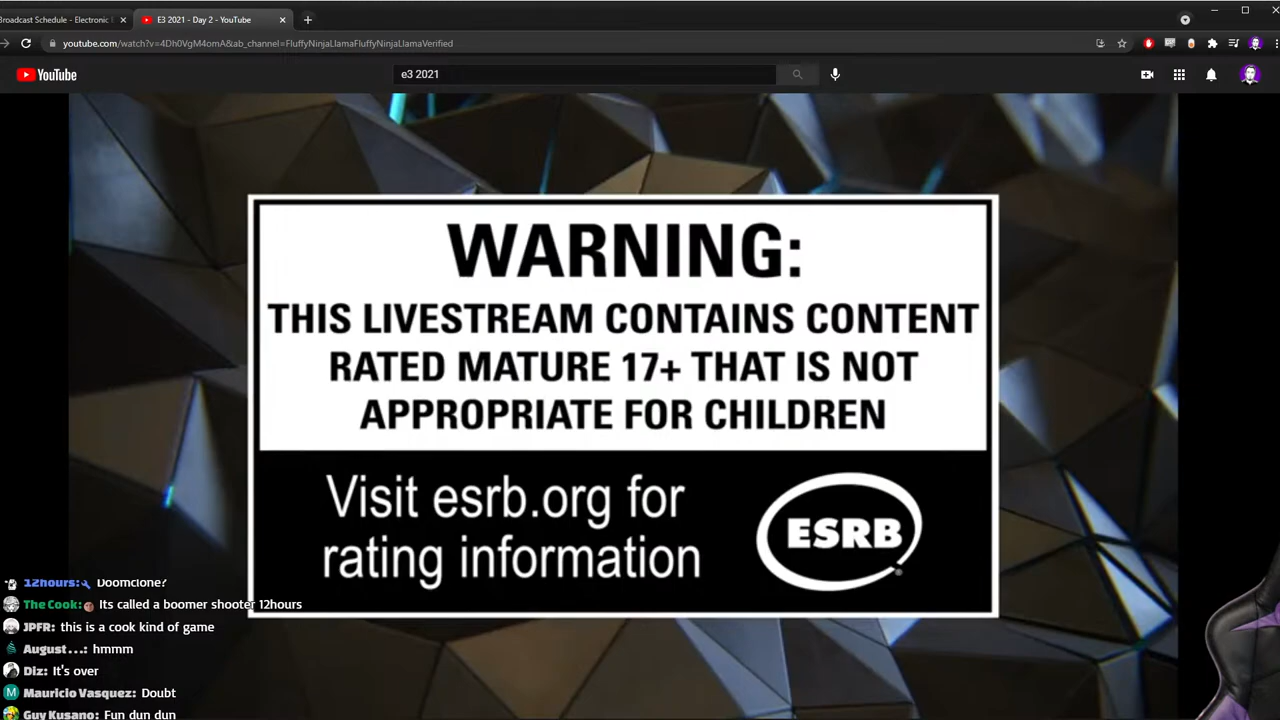 Broadcast Schedule - Electronic
E3 2021 - Day 2 - YouTube
youtube.com/watch?v=4Dh0VgM4omA&ab_channel=FluffyNinjaLlamaFluffyNinjaLlamaVerified
YouTube
e3 2021
WARNING:
THIS LIVESTREAM CONTAINS CONTENT
RATED MATURE 17+ THAT IS NOT
APPROPRIATE FOR CHILDREN
Visit esrb.org for
rating information
ESRB
12hours: Doomclone?
The Cook: Its called a boomer shooter 12hours
JPFR: this is a cook kind of game
August...: hmmm
Diz: It's over
Mauricio Vasquez: Doubt
Guy Kusano: Fun dun dun